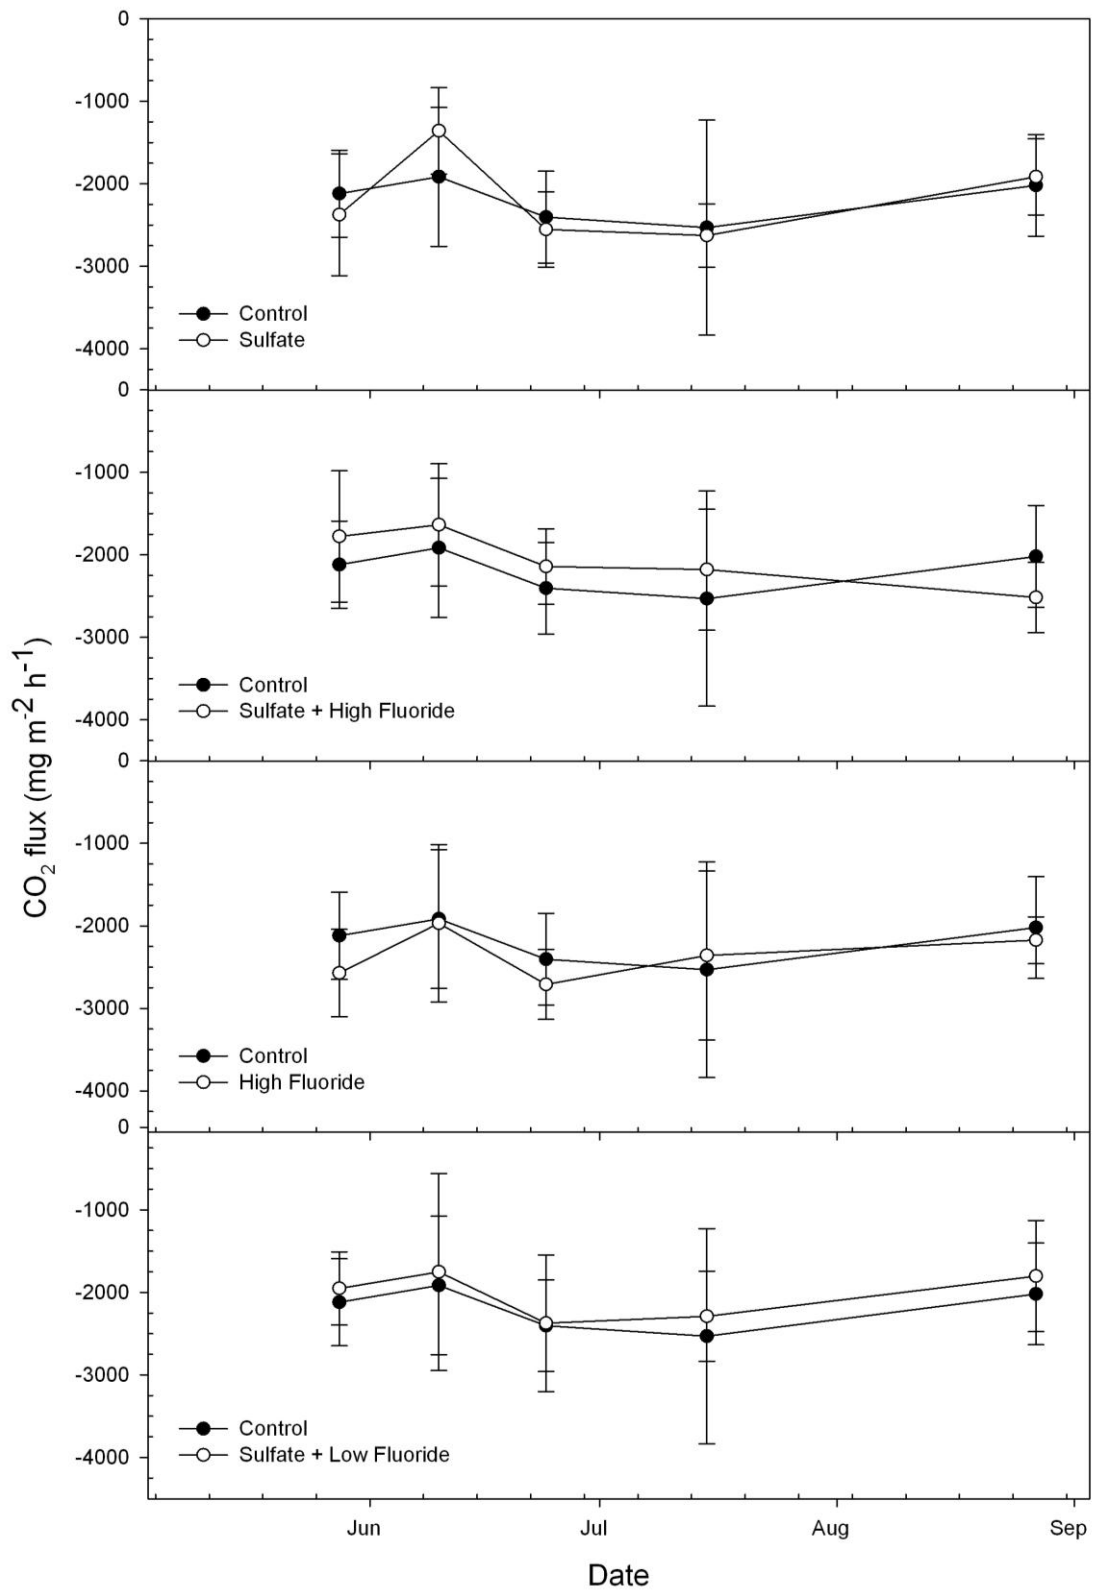 0
-1000
-2000
-3000
-4000
Control
Sulfate
0
-1000
-2000
-3000
-4000
Control
Sulfate + High Fluoride
0
-1000
-2000
-3000
-4000
Control
High Fluoride
0
-1000
-2000
-3000
-4000
Control
Sulfate + Low Fluoride
CO₂ flux (mg m⁻² h⁻¹)
Jun Jul Aug Sep
Date